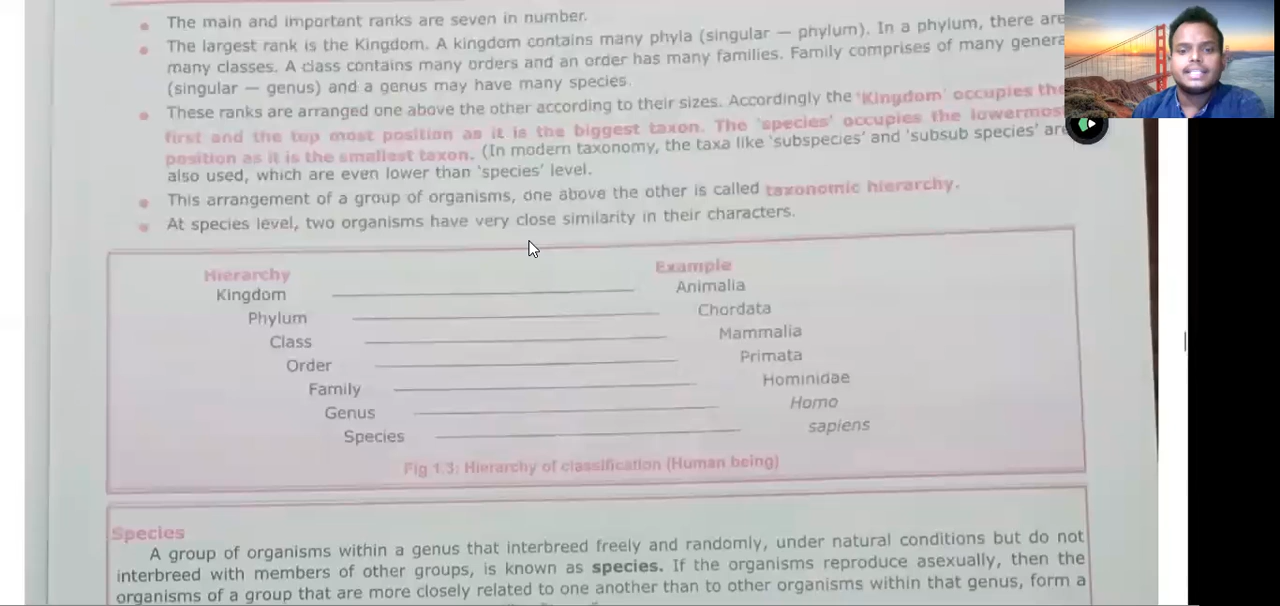 The main and important ranks are seven in number.
The largest rank is the Kingdom. A kingdom contains many phyla (singular — phylum). In a phylum, there are
many classes. A class contains many orders and an order has many families. Family comprises of many genera
(singular — genus) and a genus may have many species.
These ranks are arranged one above the other according to their sizes. Accordingly the 'Kingdom' occupies the
first and the top most position as it is the biggest taxon. The 'species' occupies the lowermost
position as it is the smallest taxon. (In modern taxonomy, the taxa like 'subspecies' and 'subsub species' are
also used, which are even lower than 'species' level.
This arrangement of a group of organisms, one above the other is called taxonomic hierarchy.
At species level, two organisms have very close similarity in their characters.
Hierarchy Example
Kingdom Animalia
Phylum Chordata
Class Mammalia
Order Primata
Family Hominidae
Genus Homo
Species sapiens
Fig 1.3: Hierarchy of classification (Human being)
Species
A group of organisms within a genus that interbreed freely and randomly, under natural conditions but do not
interbreed with members of other groups, is known as species. If the organisms reproduce asexually, then the
organisms of a group that are more closely related to one another than to other organisms within that genus, form a